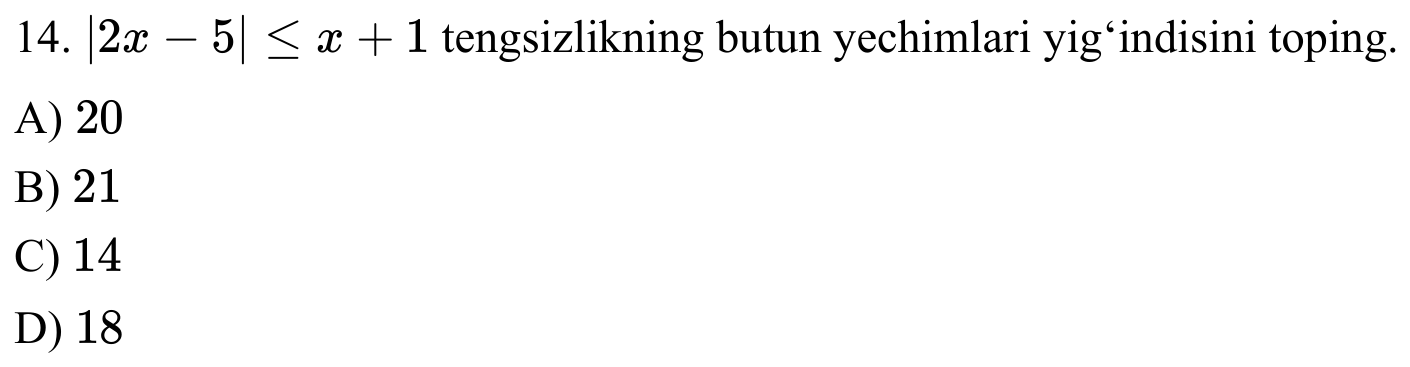 14. |2x − 5| ≤ x + 1 tengsizlikning butun yechimlari yig‘indisini toping.
A) 20
B) 21
C) 14
D) 18